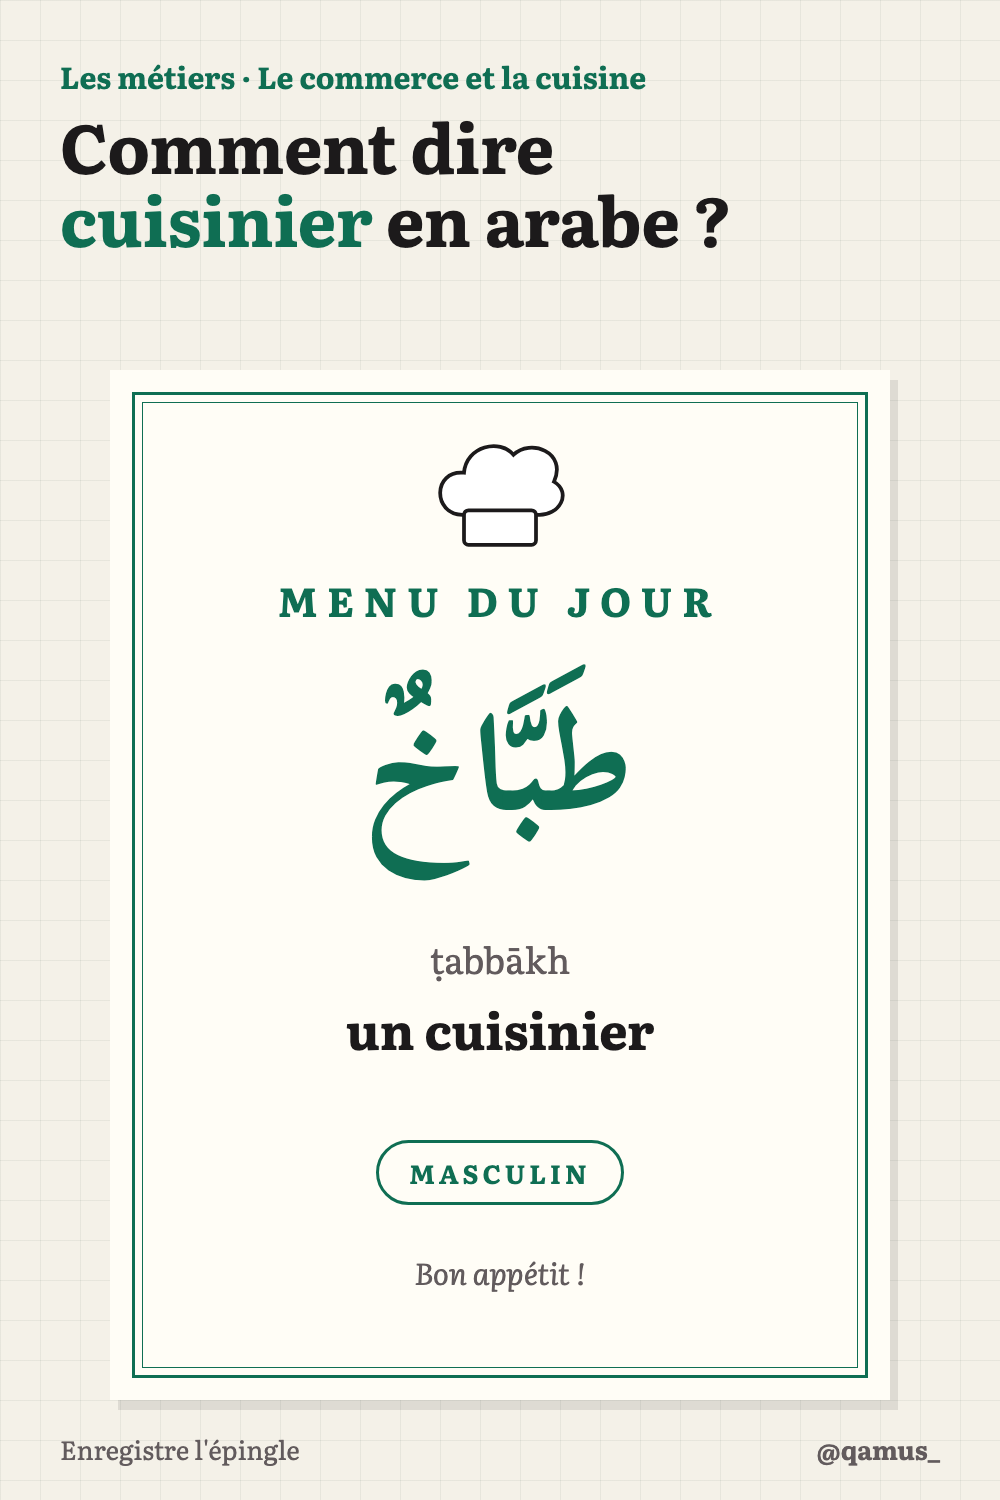 Les métiers · Le commerce et la cuisine
Comment dire
cuisinier en arabe ?
MENU DU JOUR
طَبَّاخٌ
ṭabbākh
un cuisinier
MASCULIN
Bon appétit !
Enregistre l'épingle
@qamus_